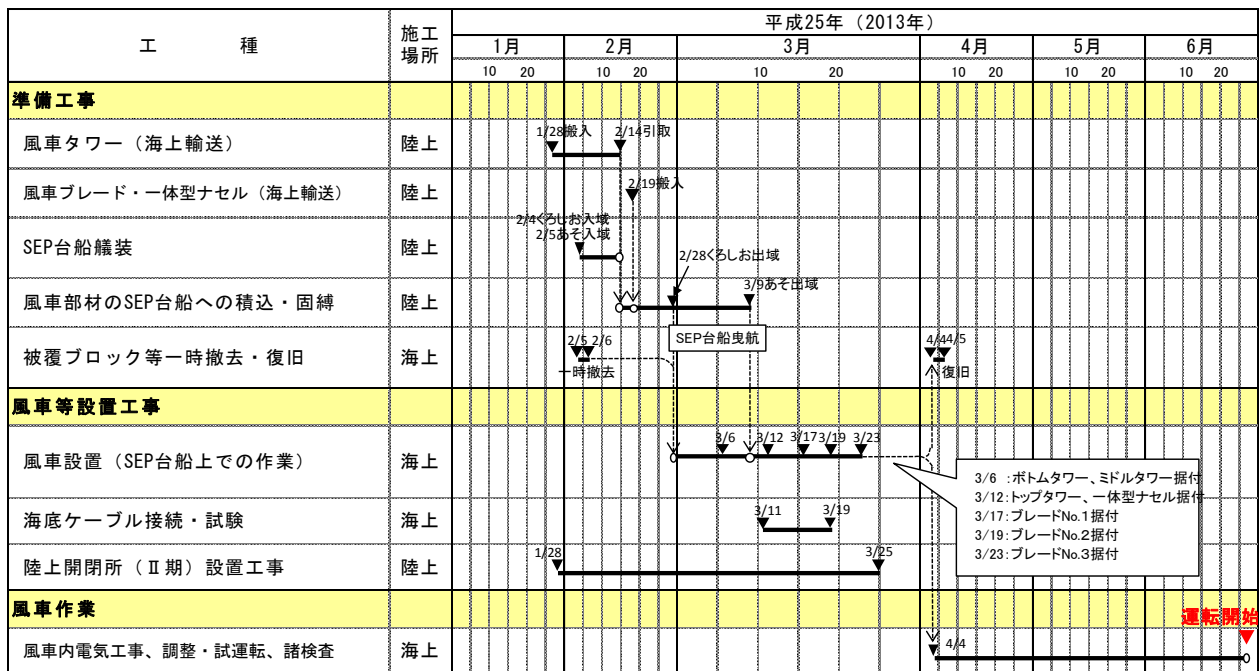 平成25年（2013年）
工　　種
施工
場所
1月 2月 3月 4月 5月 6月
10 20 10 20 10 20 10 20 10 20 10 20
準備工事
風車タワー（海上輸送） 陸上 1/28搬入 2/14引取
風車ブレード・一体型ナセル（海上輸送） 陸上 2/19搬入
2/4くろしお入域
SEP台船艤装 陸上 2/5あそ入域
2/28くろしお出域
風車部材のSEP台船への積込・固縛 陸上 3/9あそ出域
SEP台船曳航
被覆ブロック等一時撤去・復旧 海上 2/5 2/6 4/4 4/5
一時撤去 復旧
風車等設置工事
風車設置（SEP台船上での作業） 海上 3/6 3/12 3/17 3/19 3/23
3/6 ：ボトムタワー、ミドルタワー据付
3/12：トップタワー、一体型ナセル据付
3/17：ブレードNo.1据付
3/19：ブレードNo.2据付
3/23：ブレードNo.3据付
海底ケーブル接続・試験 海上 3/11 3/19
陸上開閉所（Ⅱ期）設置工事 陸上 1/28 3/25
風車作業
運転開始
風車内電気工事、調整・試運転、諸検査 海上 4/4